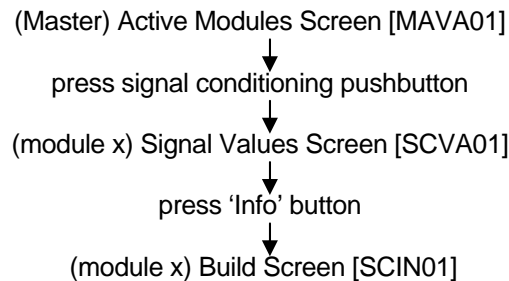 (Master) Active Modules Screen [MAVA01]
press signal conditioning pushbutton
(module x) Signal Values Screen [SCVA01]
press ‘Info’ button
(module x) Build Screen [SCIN01]